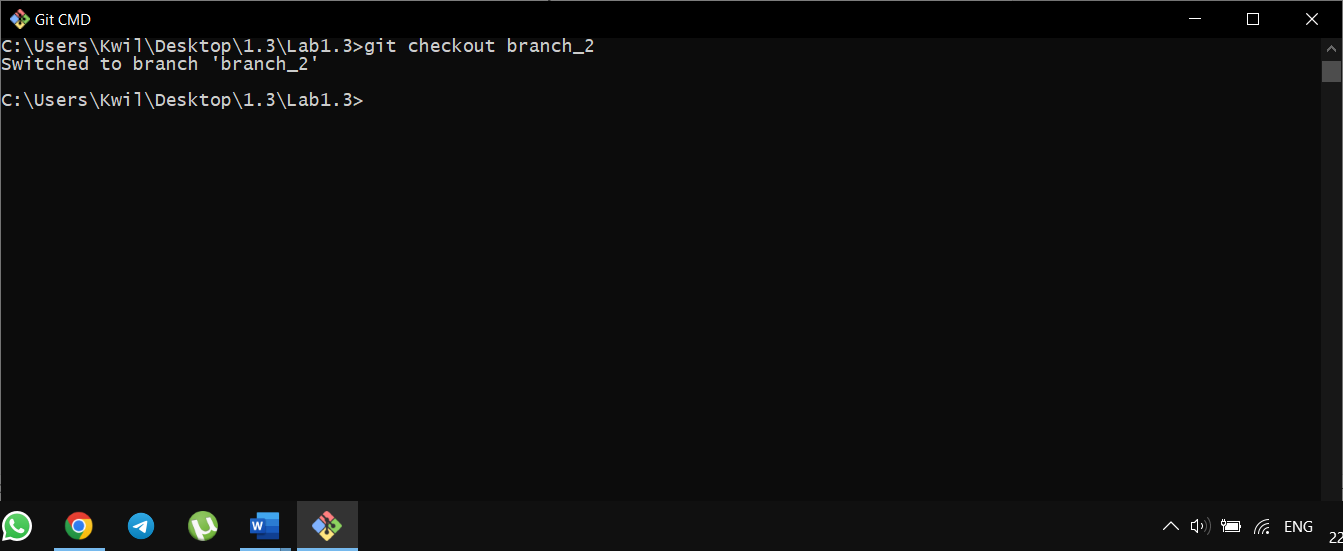 Git CMD
C:\Users\Kwil\Desktop\1.3\Lab1.3>git checkout branch_2
Switched to branch 'branch_2'
C:\Users\Kwil\Desktop\1.3\Lab1.3>
W
ENG
22